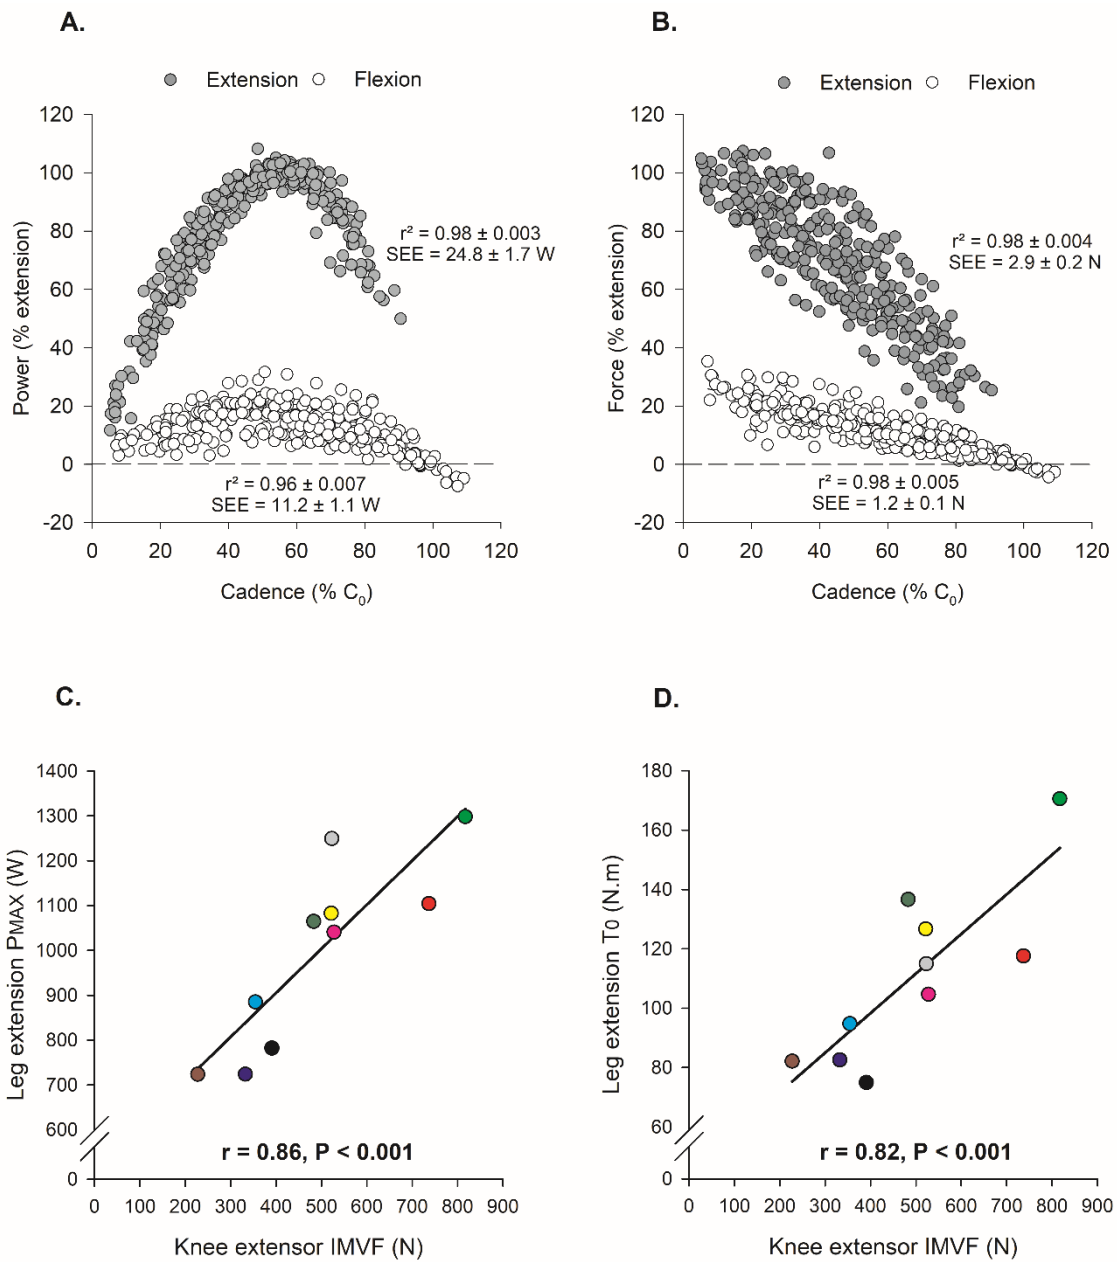 A.
Extension Flexion
120
100
80
60
40
20
0
-20
Power (% extension)
r² = 0.98 ± 0.003
SEE = 24.8 ± 1.7 W
r² = 0.96 ± 0.007
SEE = 11.2 ± 1.1 W
0 20 40 60 80 100 120
Cadence (% C₀)
B.
Extension Flexion
120
100
80
60
40
20
0
-20
Force (% extension)
r² = 0.98 ± 0.004
SEE = 2.9 ± 0.2 N
r² = 0.98 ± 0.005
SEE = 1.2 ± 0.1 N
0 20 40 60 80 100 120
Cadence (% C₀)
C.
1400
1300
1200
1100
1000
900
800
700
600
0
Leg extension PMAX (W)
r = 0.86, P < 0.001
0 100 200 300 400 500 600 700 800 900
Knee extensor IMVF (N)
D.
180
160
140
120
100
80
60
0
Leg extension T0 (N.m)
r = 0.82, P < 0.001
0 100 200 300 400 500 600 700 800 900
Knee extensor IMVF (N)